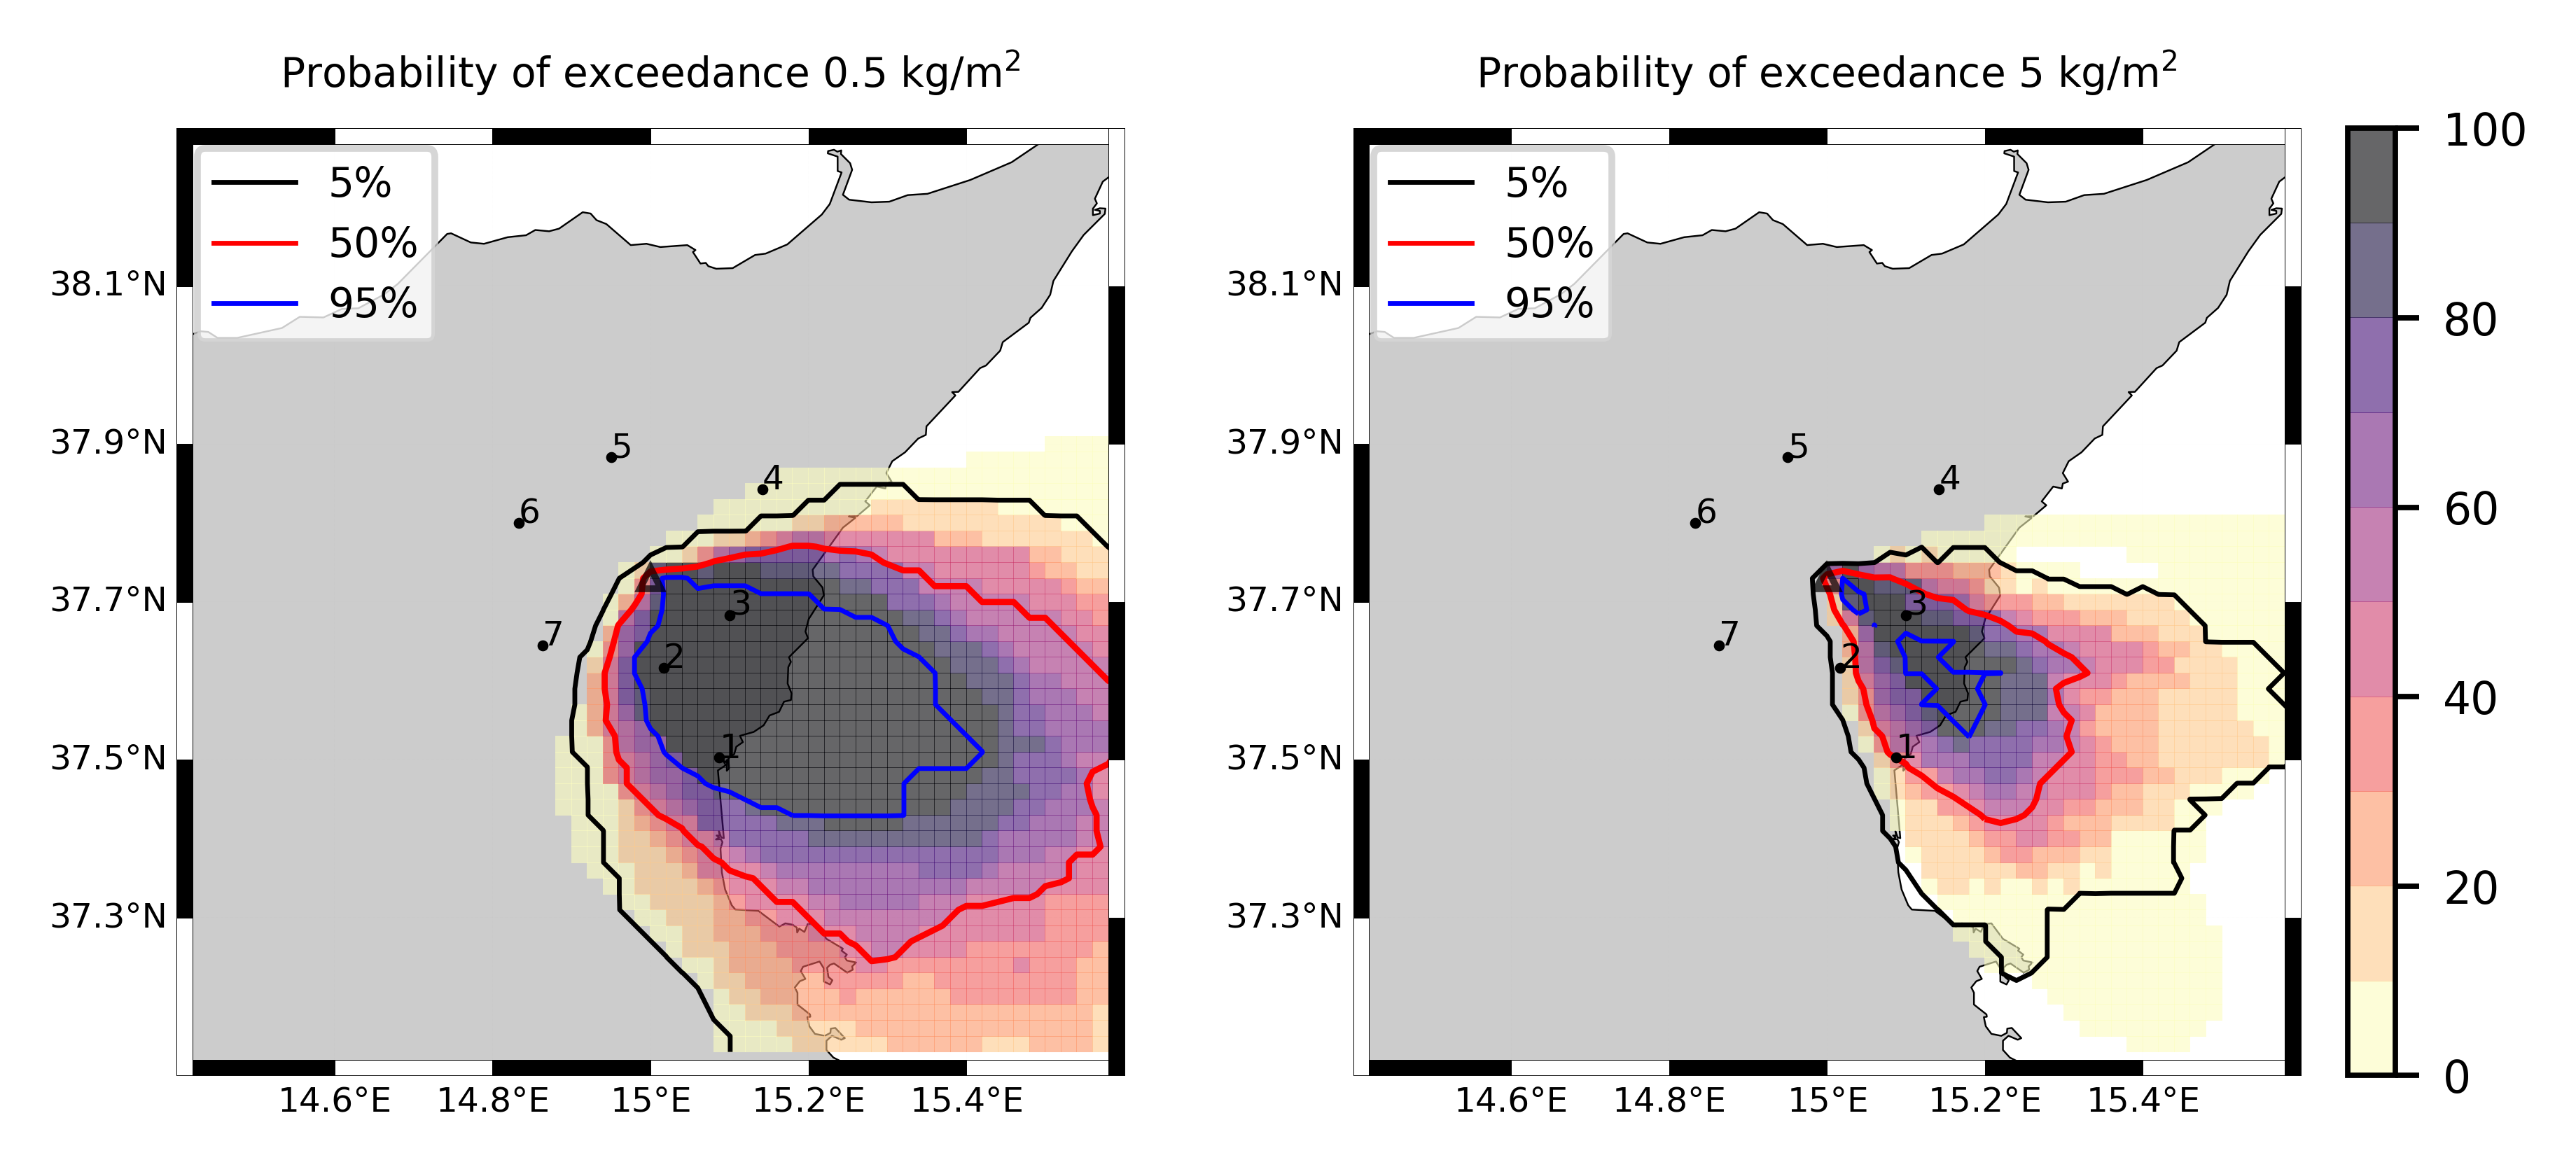 Probability of exceedance 0.5 kg/m²
5%
50%
95%
38.1°N
37.9°N
37.7°N
37.5°N
37.3°N
14.6°E
14.8°E
15°E
15.2°E
15.4°E
5
4
6
3
7
2
1
Probability of exceedance 5 kg/m²
5%
50%
95%
38.1°N
37.9°N
37.7°N
37.5°N
37.3°N
14.6°E
14.8°E
15°E
15.2°E
15.4°E
5
4
6
3
7
2
1
100
80
60
40
20
0